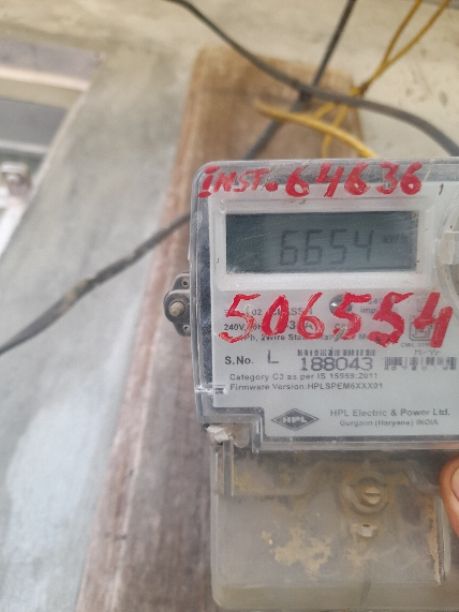 INST. 64636
6654
506554
240V
S.No. L 188043
Category C3 as per IS 15959:2011
Firmware Version:HPLSPEM6XXX01
HPL
HPL Electric & Power Ltd.
Gurgaon (Haryana) INDIA